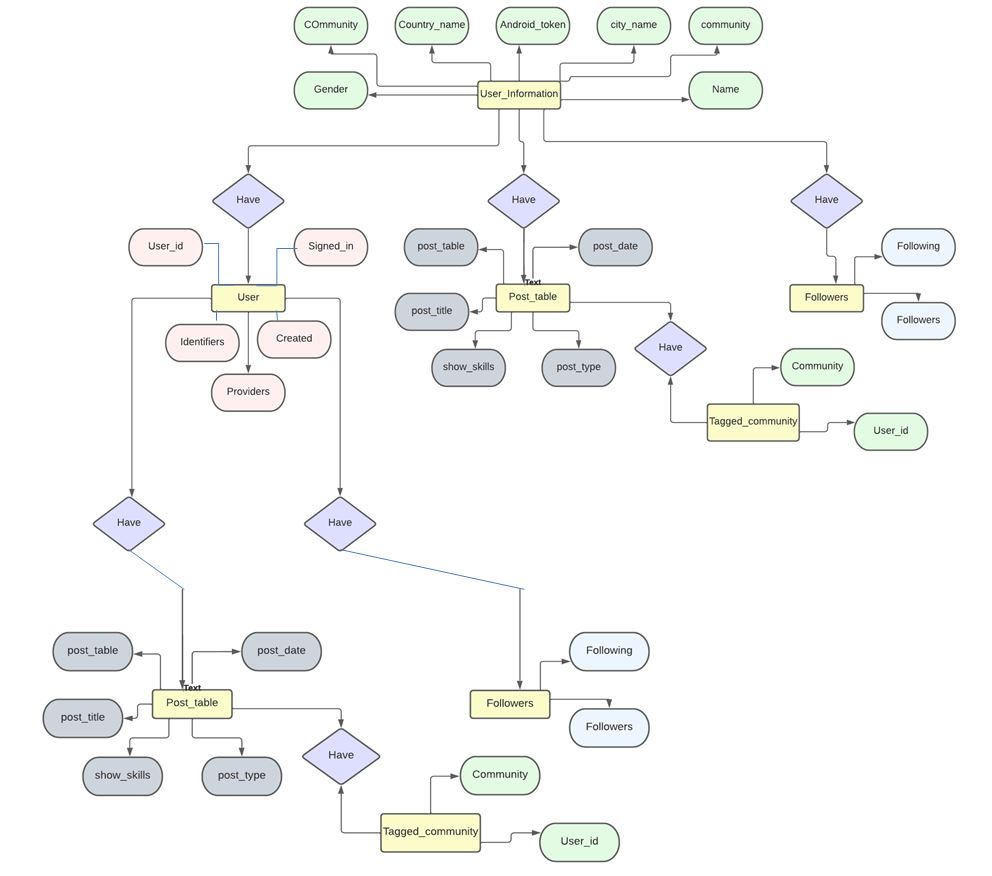 COmmunity
Country_name
Android_token
city_name
community
Gender
User_Information
Name
Have
Have
Have
User_id
Signed_in
post_table
post_date
Following
Text
User
Post_table
Followers
post_title
Followers
Identifiers
Created
Have
show_skills
post_type
Community
Providers
Tagged_community
User_id
Have
Have
post_table
post_date
Following
Text
Post_table
Followers
post_title
Followers
Have
show_skills
post_type
Community
Tagged_community
User_id